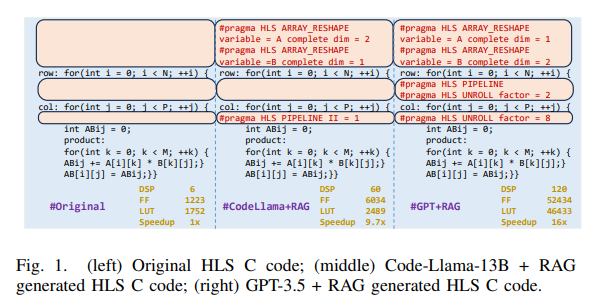 #pragma HLS ARRAY_RESHAPE
variable = A complete dim = 2
#pragma HLS ARRAY_RESHAPE
variable =B complete dim = 1
#pragma HLS ARRAY_RESHAPE
variable = A complete dim = 1
#pragma HLS ARRAY_RESHAPE
variable = B complete dim = 2
row: for(int i = 0; i < N; ++i) {
row: for(int i = 0; i < N; ++i) {
row: for(int i = 0; i < N; ++i) {
#pragma HLS PIPELINE
#pragma HLS UNROLL factor = 2
col: for(int j = 0; j < P; ++j) {
col: for(int j = 0; j < P; ++j) {
col: for(int j = 0; j < P; ++j) {
#pragma HLS PIPELINE II = 1
#pragma HLS UNROLL factor = 8
int ABij = 0;
product:
for(int k = 0; k < M; ++k) {
ABij += A[i][k] * B[k][j];}
AB[i][j] = ABij;}}
int ABij = 0;
product:
for(int k = 0; k < M; ++k) {
ABij += A[i][k] * B[k][j];}
AB[i][j] = ABij;}}
int ABij = 0;
product:
for(int k = 0; k < M; ++k) {
ABij += A[i][k] * B[k][j];}
AB[i][j] = ABij;}}
#Original
DSP 6
FF 1223
LUT 1752
Speedup 1x
#CodeLlama+RAG
DSP 60
FF 6034
LUT 2489
Speedup 9.7x
#GPT+RAG
DSP 120
FF 52434
LUT 46433
Speedup 16x
Fig. 1. (left) Original HLS C code; (middle) Code-Llama-13B + RAG
generated HLS C code; (right) GPT-3.5 + RAG generated HLS C code.